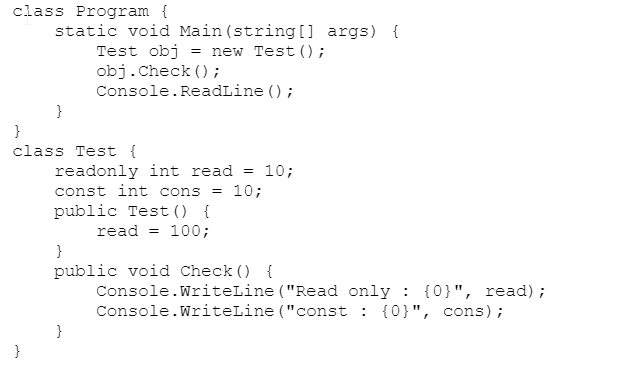 class Program {
    static void Main(string[] args) {
        Test obj = new Test();
        obj.Check();
        Console.ReadLine();
    }
}
class Test {
    readonly int read = 10;
    const int cons = 10;
    public Test() {
        read = 100;
    }
    public void Check() {
        Console.WriteLine("Read only : {0}", read);
        Console.WriteLine("const : {0}", cons);
    }
}